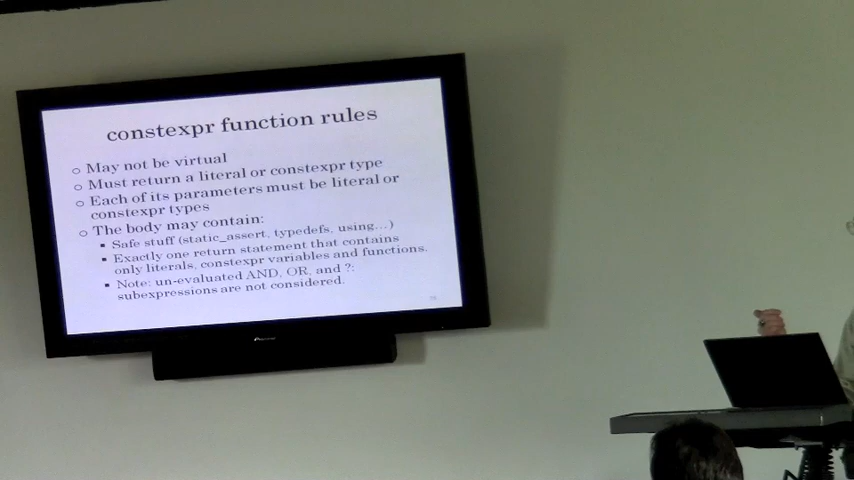 constexpr function rules
May not be virtual
Must return a literal or constexpr type
Each of its parameters must be literal or
constexpr types
The body may contain:
Safe stuff (static_assert, typedefs, using...)
Exactly one return statement that contains
only literals, constexpr variables and functions.
Note: un-evaluated AND, OR, and ?:
subexpressions are not considered.